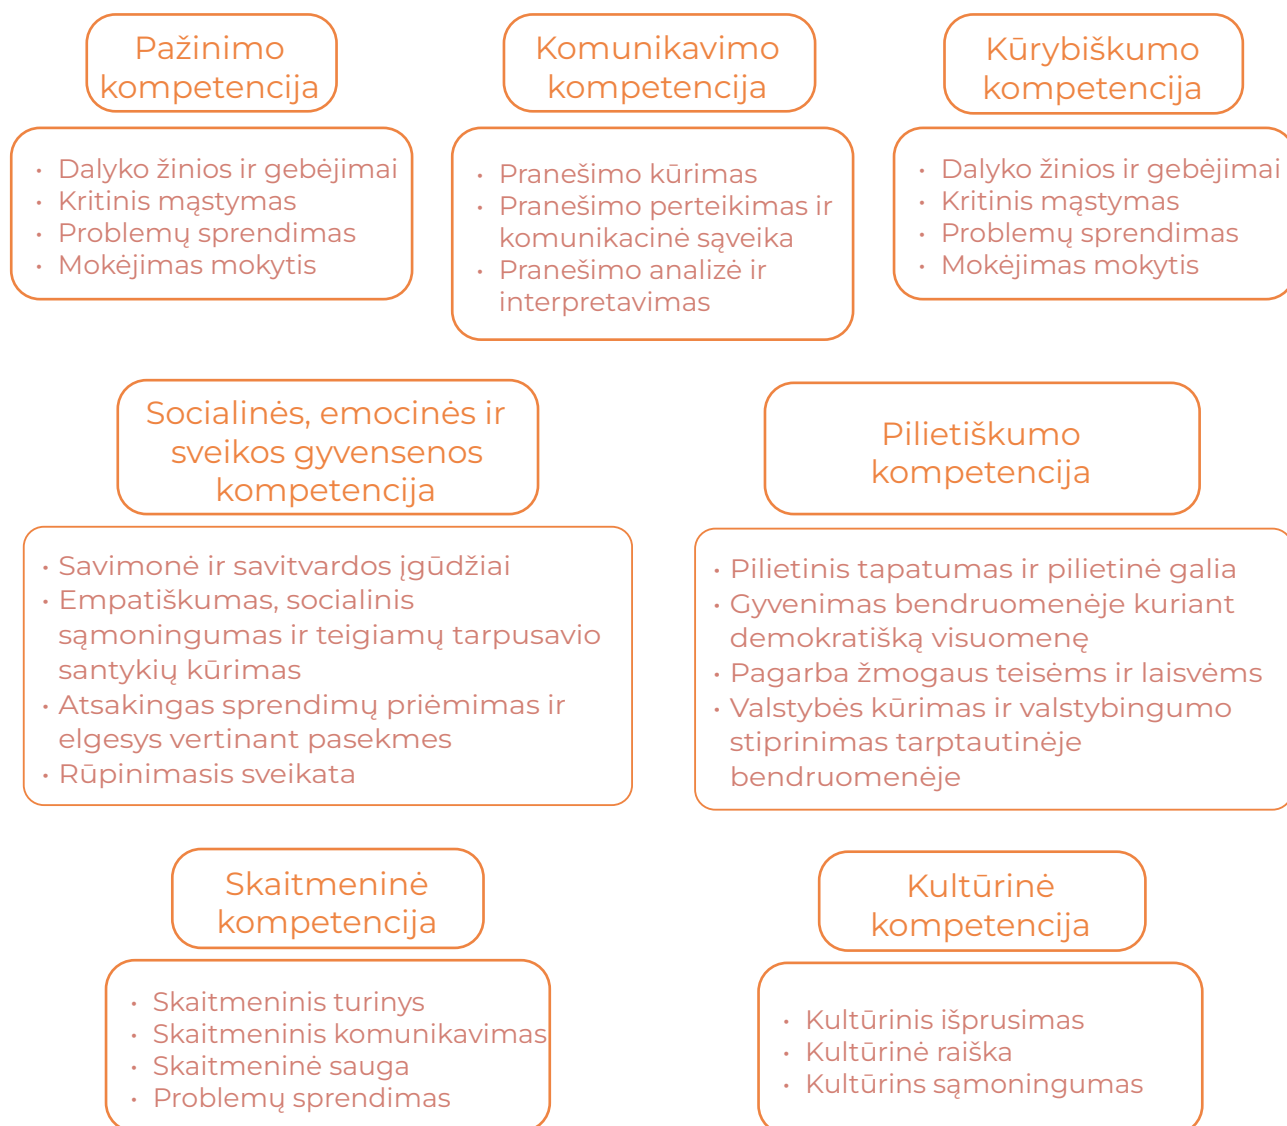 Pažinimo
kompetencija
· Dalyko žinios ir gebėjimai
· Kritinis mąstymas
· Problemų sprendimas
· Mokėjimas mokytis
Komunikavimo
kompetencija
· Pranešimo kūrimas
· Pranešimo perteikimas ir
komunikacinė sąveika
· Pranešimo analizė ir
interpretavimas
Kūrybiškumo
kompetencija
· Dalyko žinios ir gebėjimai
· Kritinis mąstymas
· Problemų sprendimas
· Mokėjimas mokytis
Socialinės, emocinės ir
sveikos gyvensenos
kompetencija
· Savimonė ir savitvardos įgūdžiai
· Empatiškumas, socialinis
sąmoningumas ir teigiamų tarpusavio
santykių kūrimas
· Atsakingas sprendimų priėmimas ir
elgesys vertinant pasekmes
· Rūpinimasis sveikata
Pilietiškumo
kompetencija
· Pilietinis tapatumas ir pilietinė galia
· Gyvenimas bendruomenėje kuriant
demokratišką visuomenę
· Pagarba žmogaus teisėms ir laisvėms
· Valstybės kūrimas ir valstybingumo
stiprinimas tarptautinėje
bendruomenėje
Skaitmeninė
kompetencija
· Skaitmeninis turinys
· Skaitmeninis komunikavimas
· Skaitmeninė sauga
· Problemų sprendimas
Kultūrinė
kompetencija
· Kultūrinis išprusimas
· Kultūrinė raiška
· Kultūrins sąmoningumas